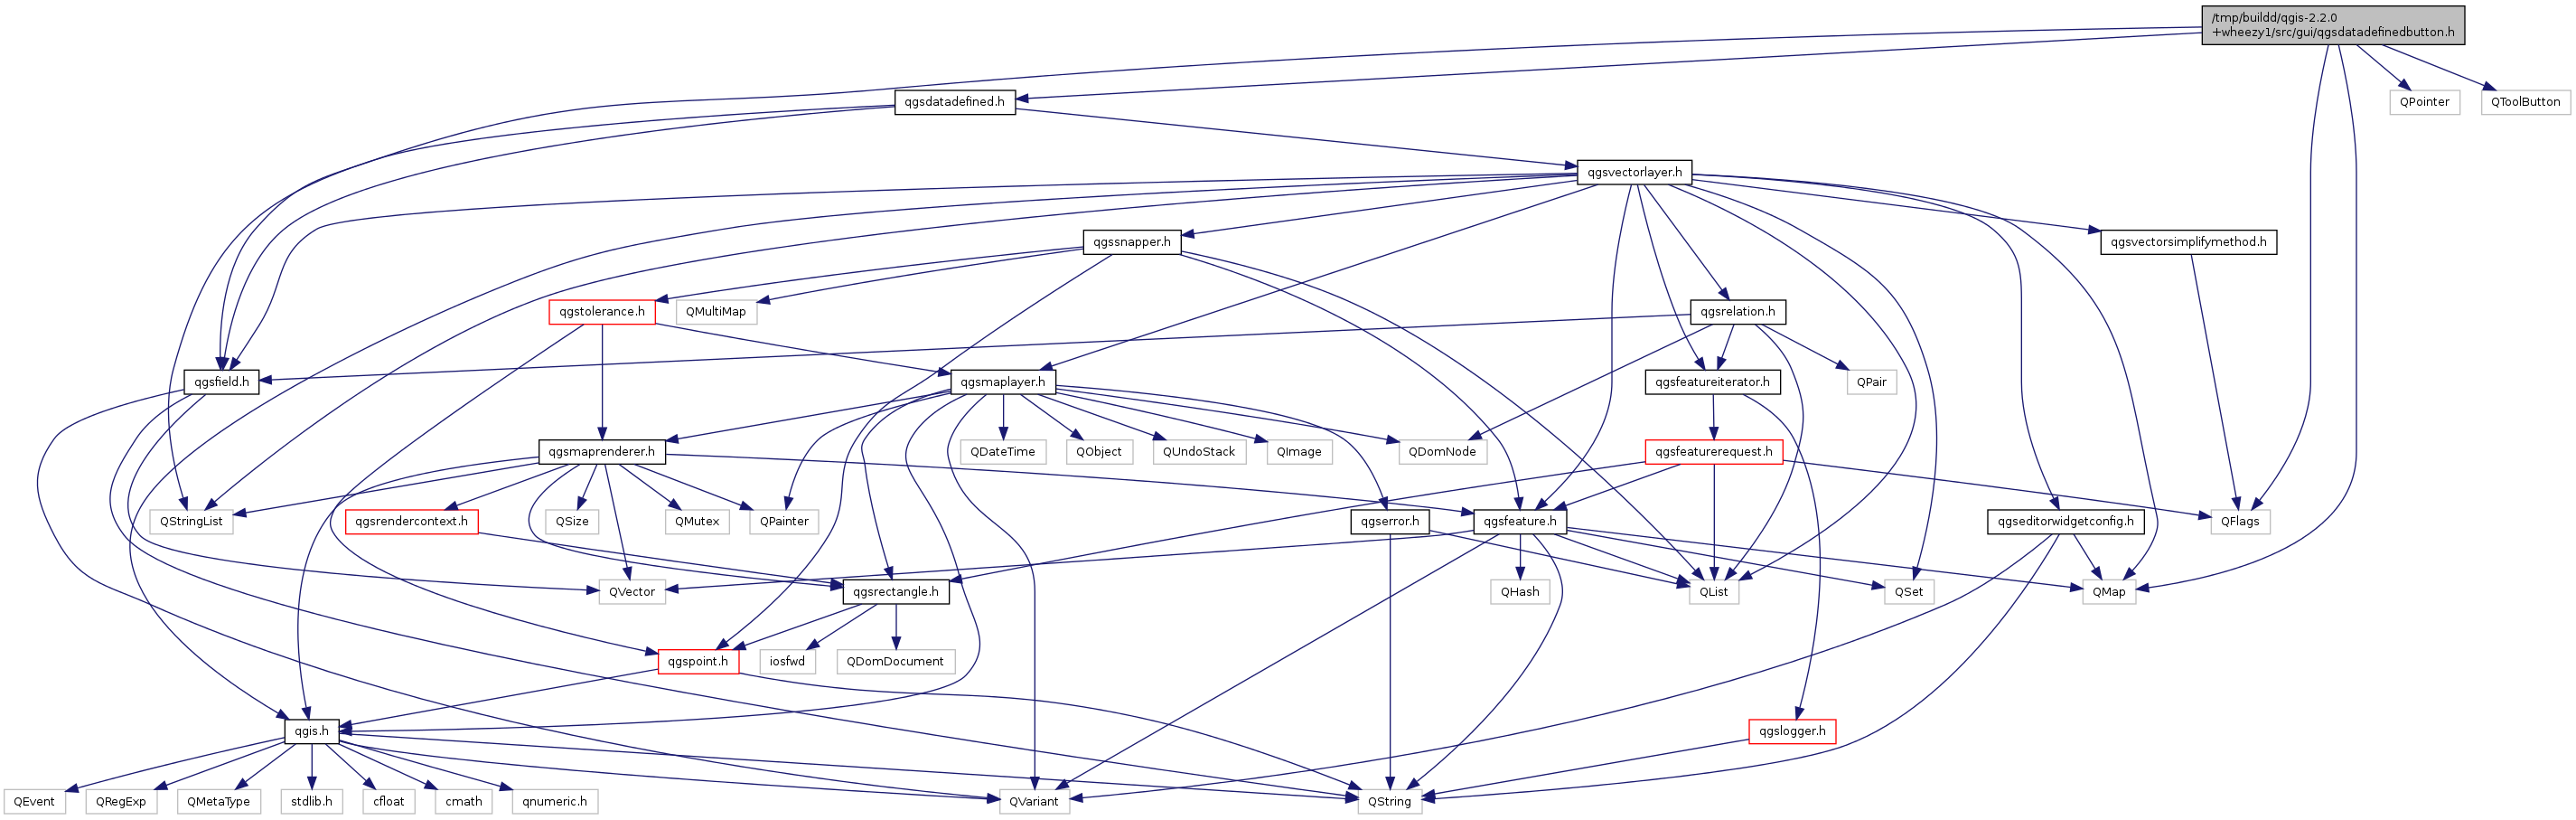 /tmp/buildd/qgis-2.2.0
+wheezy1/src/gui/qgsdatadefinedbutton.h
qgsdatadefined.h
QPointer
QToolButton
qgsvectorlayer.h
qgssnapper.h
qgsvectorsimplifymethod.h
qgstolerance.h
QMultiMap
qgsrelation.h
qgsfield.h
qgsmaplayer.h
qgsfeatureiterator.h
QPair
qgsmaprenderer.h
QDateTime
QObject
QUndoStack
QImage
QDomNode
qgsfeaturerequest.h
QStringList
qgsrendercontext.h
QSize
QMutex
QPainter
qgserror.h
qgsfeature.h
qgseditorwidgetconfig.h
QFlags
QVector
qgsrectangle.h
QHash
QList
QSet
QMap
qgspoint.h
iosfwd
QDomDocument
qgis.h
qgslogger.h
QEvent
QRegExp
QMetaType
stdlib.h
cfloat
cmath
qnumeric.h
QVariant
QString